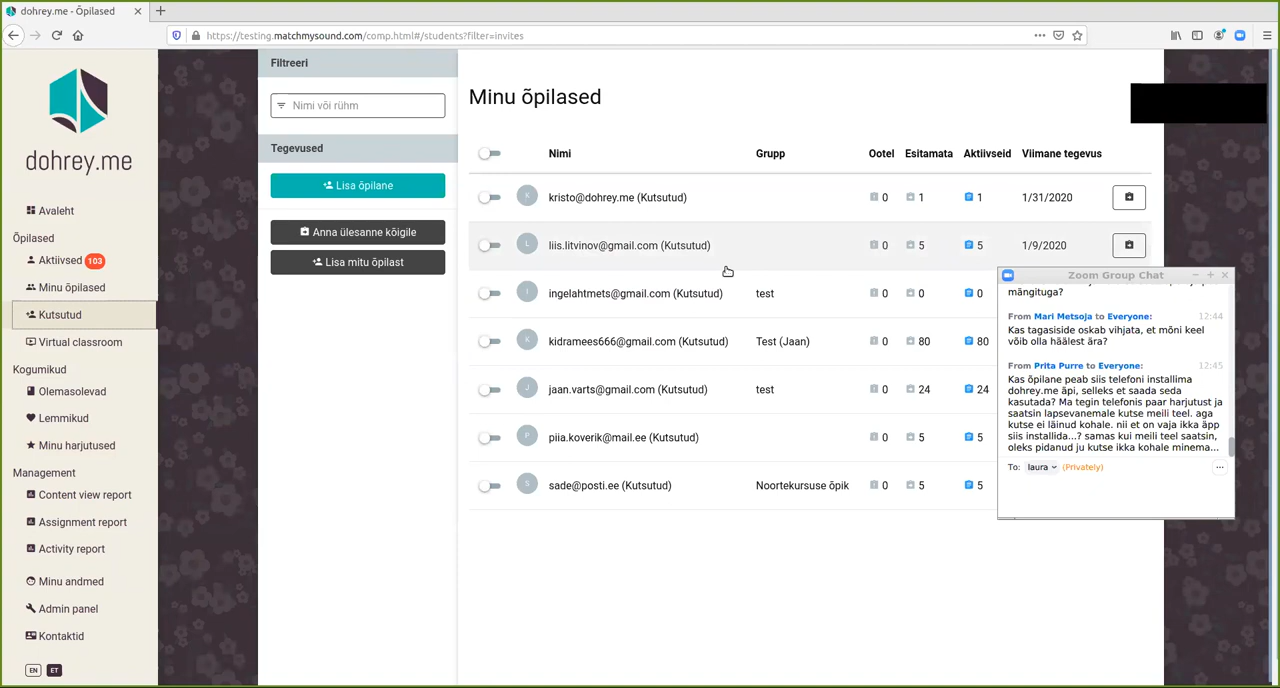 dohrey.me - Õpilased
https://testing.matchmysound.com/comp.html#/students?filter=invites
dohrey.me
Avaleht
Õpilased
Aktiivsed 103
Minu õpilased
Kutsutud
Virtual classroom
Kogumikud
Olemasolevad
Lemmikud
Minu harjutused
Management
Content view report
Assignment report
Activity report
Minu andmed
Admin panel
Kontaktid
EN ET
Filtreeri
Nimi või rühm
Tegevused
Lisa õpilane
Anna ülesanne kõigile
Lisa mitu õpilast
Minu õpilased
Nimi Grupp Ootel Esitamata Aktiivseid Viimane tegevus
K kristo@dohrey.me (Kutsutud) 0 1 1 1/31/2020
L liis.litvinov@gmail.com (Kutsutud) 0 5 5 1/9/2020
I ingelahtmets@gmail.com (Kutsutud) test 0 0 0
K kidramees666@gmail.com (Kutsutud) Test (Jaan) 0 80 80
J jaan.varts@gmail.com (Kutsutud) test 0 24 24
P piia.koverik@mail.ee (Kutsutud) 0 5 5
S sade@posti.ee (Kutsutud) Noortekursuse õpik 0 5 5
Zoom Group Chat
mängituga?
From Mari Metsoja to Everyone: 12:44
Kas tagasiside oskab vihjata, et mõni keel
võib olla häälest ära?
From Prita Purre to Everyone: 12:45
Kas õpilane peab siis telefoni installima
dohrey.me äpi, selleks et saada seda
kasutada? Ma tegin telefonis paar harjutust ja
saatsin lapsevanemale kutse meili teel. aga
kutse ei läinud kohale. nii et on vaja ikka äpp
siis installida...? samas kui meili teel saatsin,
oleks pidanud ju kutse ikka kohale minema...
To: laura (Privately)